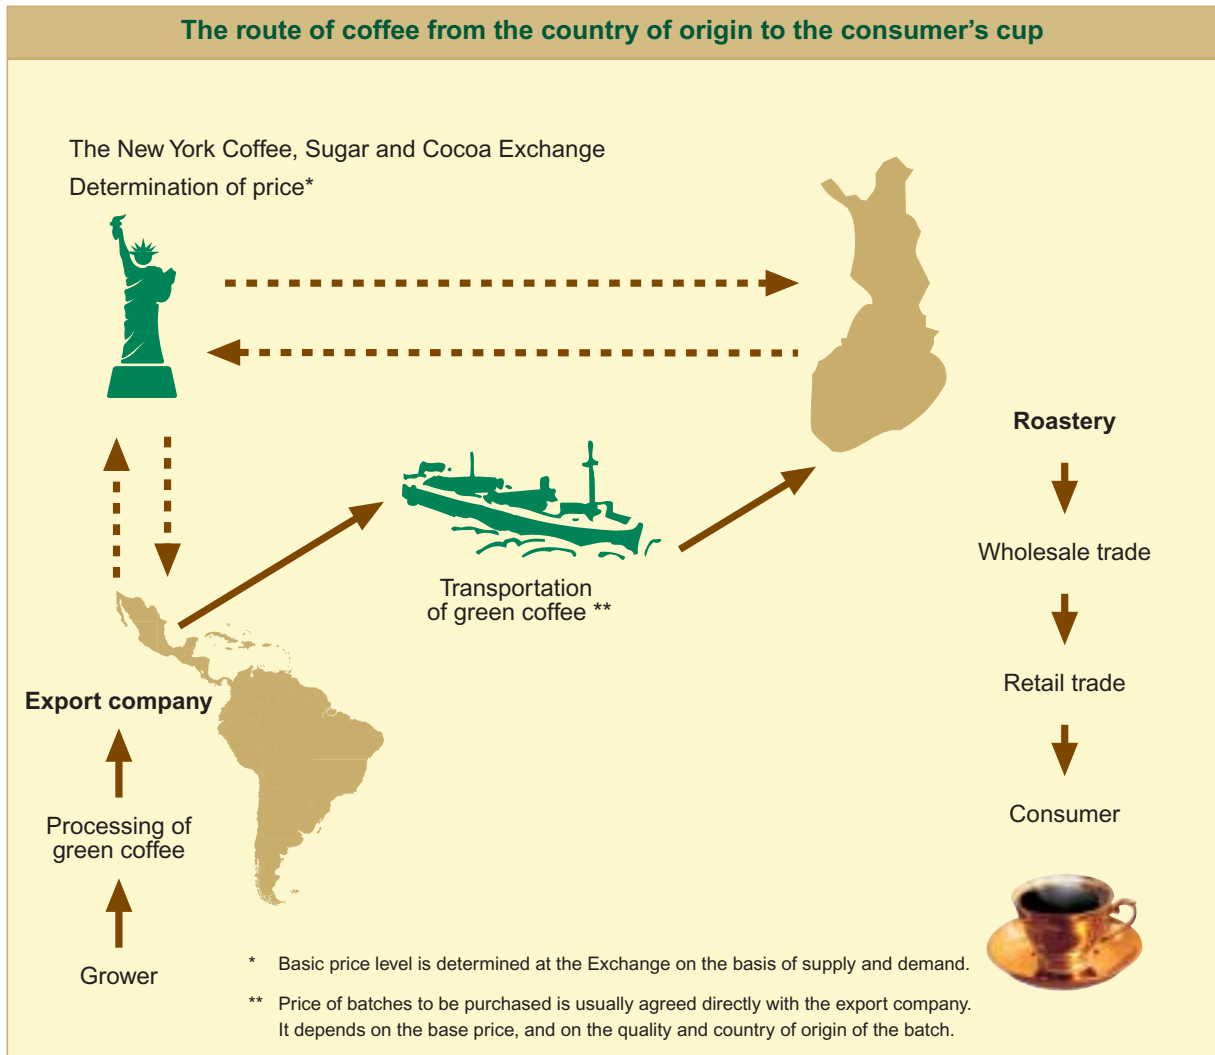 The route of coffee from the country of origin to the consumer’s cup
The New York Coffee, Sugar and Cocoa Exchange
Determination of price*
Transportation
of green coffee **
Export company
Processing of
green coffee
Grower
Roastery
Wholesale trade
Retail trade
Consumer
* Basic price level is determined at the Exchange on the basis of supply and demand.
** Price of batches to be purchased is usually agreed directly with the export company.
It depends on the base price, and on the quality and country of origin of the batch.